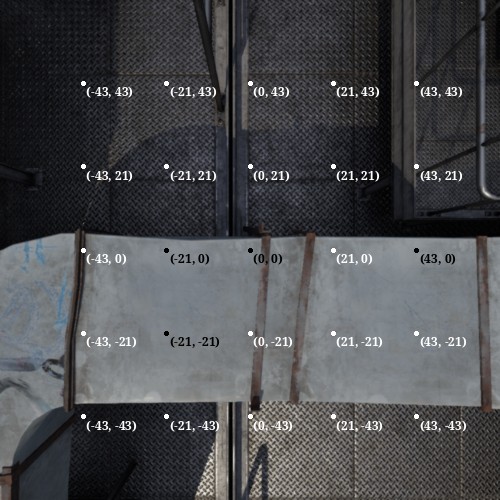 (-43, 43) (-21, 43) (0, 43) (21, 43) (43, 43)
(-43, 21) (-21, 21) (0, 21) (21, 21) (43, 21)
(-43, 0) (-21, 0) (0, 0) (21, 0) (43, 0)
(-43, -21) (-21, -21) (0, -21) (21, -21) (43, -21)
(-43, -43) (-21, -43) (0, -43) (21, -43) (43, -43)